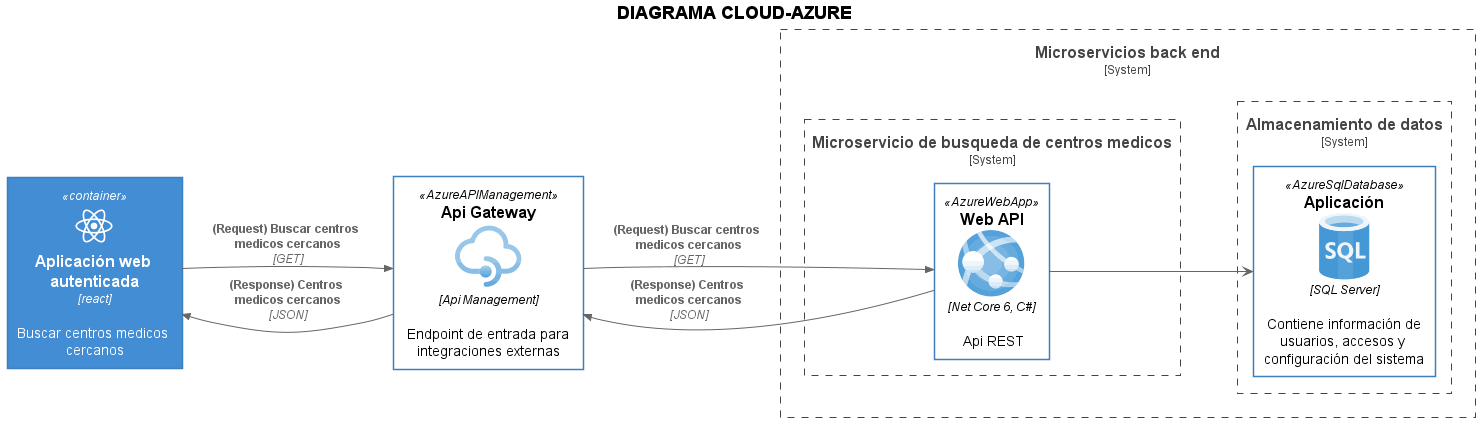 DIAGRAMA CLOUD-AZURE
Microservicios back end
[System]
Microservicio de busqueda de centros medicos
[System]
Almacenamiento de datos
[System]
«container»
Aplicación web
autenticada
[react]
Buscar centros medicos
cercanos
(Request) Buscar centros
medicos cercanos
[GET]
(Response) Centros
medicos cercanos
[JSON]
«AzureAPIManagement»
Api Gateway
[Api Management]
Endpoint de entrada para
integraciones externas
(Request) Buscar centros
medicos cercanos
[GET]
(Response) Centros
medicos cercanos
[JSON]
«AzureWebApp»
Web API
[Net Core 6, C#]
Api REST
«AzureSqlDatabase»
Aplicación
SQL
[SQL Server]
Contiene información de
usuarios, accesos y
configuración del sistema